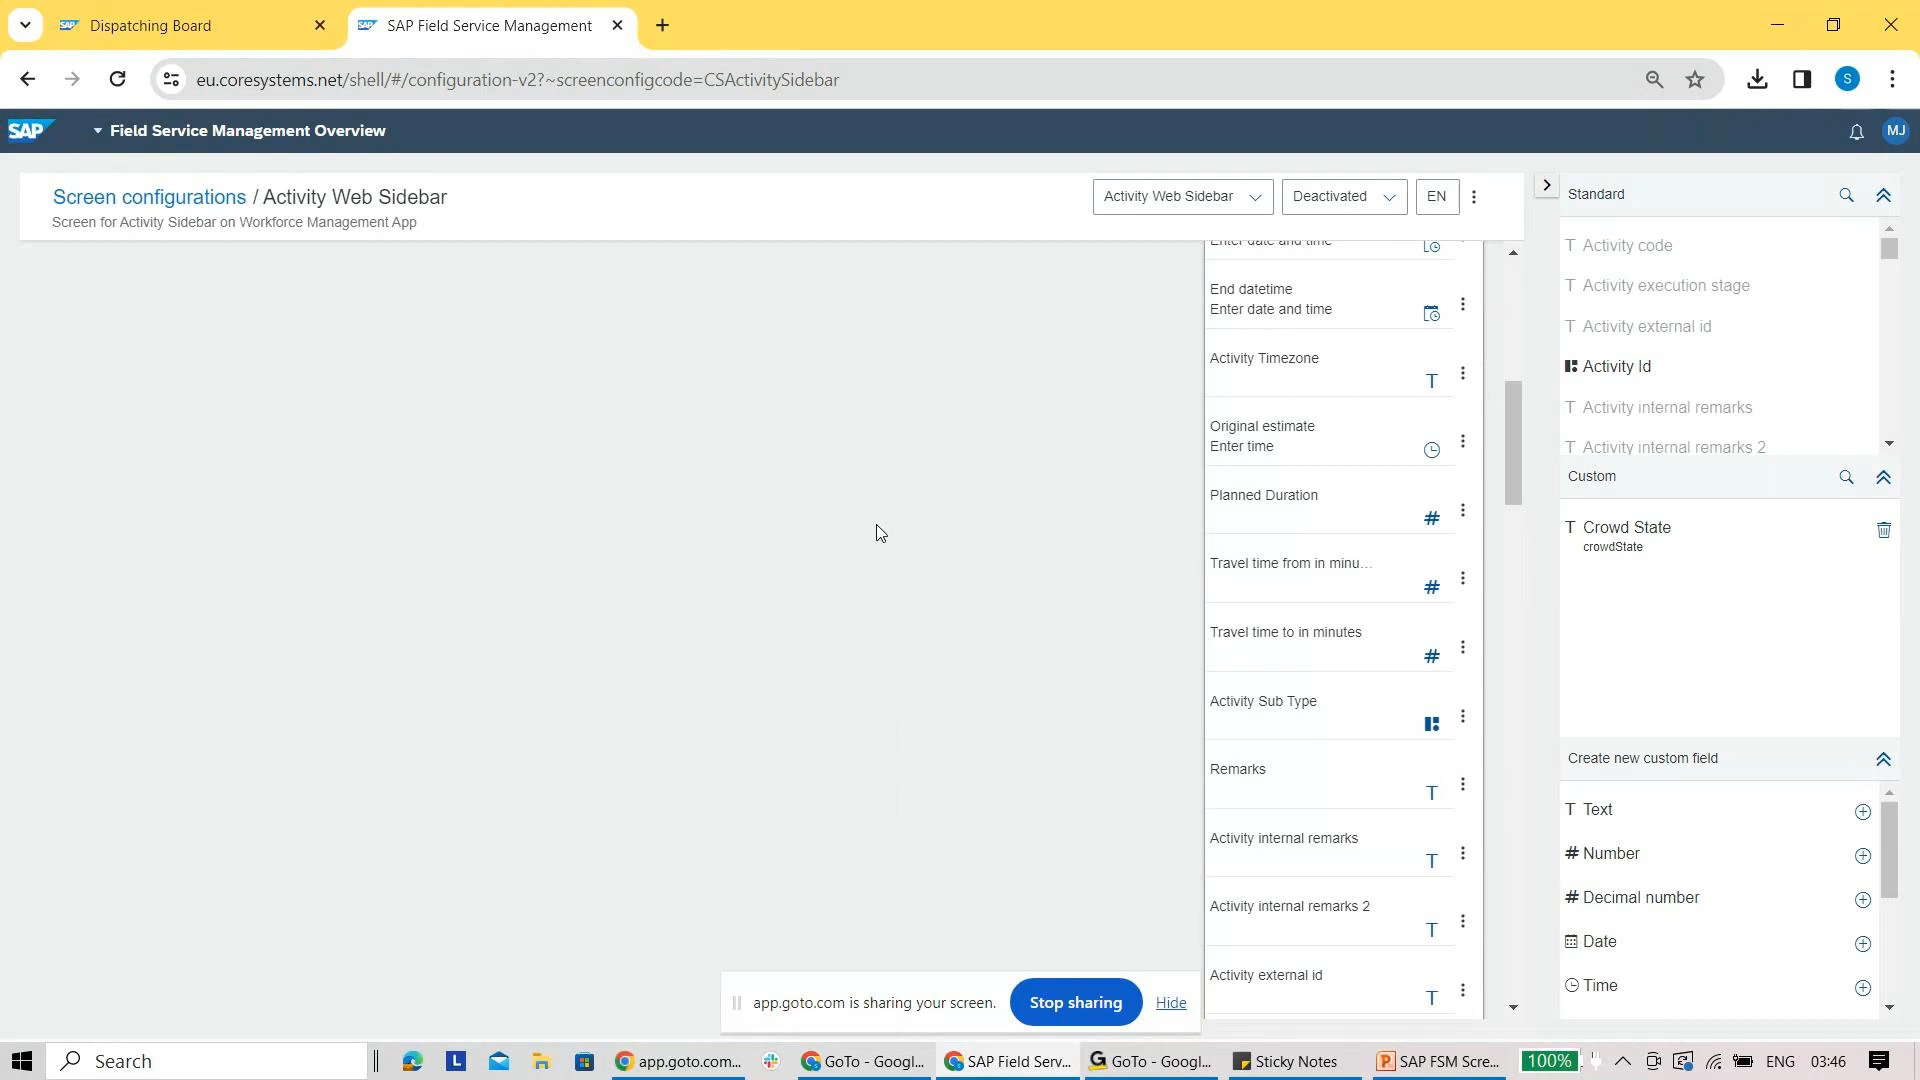 SAP Dispatching Board
SAP SAP Field Service Management
eu.coresystems.net/shell/#/configuration-v2?~screenconfigcode=CSActivitySidebar
S
SAP Field Service Management Overview
MJ
Screen configurations / Activity Web Sidebar
Screen for Activity Sidebar on Workforce Management App
Activity Web Sidebar
Deactivated
EN
Enter date and time
End datetime
Enter date and time
Activity Timezone
T
Original estimate
Enter time
Planned Duration
#
Travel time from in minu...
#
Travel time to in minutes
#
Activity Sub Type
Remarks
T
Activity internal remarks
T
Activity internal remarks 2
T
Activity external id
T
Standard
T Activity code
T Activity execution stage
T Activity external id
Activity Id
T Activity internal remarks
T Activity internal remarks 2
Custom
T Crowd State
crowdState
Create new custom field
T Text
# Number
# Decimal number
Date
Time
app.goto.com is sharing your screen.
Stop sharing
Hide
Search
L
app.goto.com...
GoTo - Googl...
SAP Field Serv...
GoTo - Googl...
Sticky Notes
SAP FSM Scre...
100%
ENG
03:46